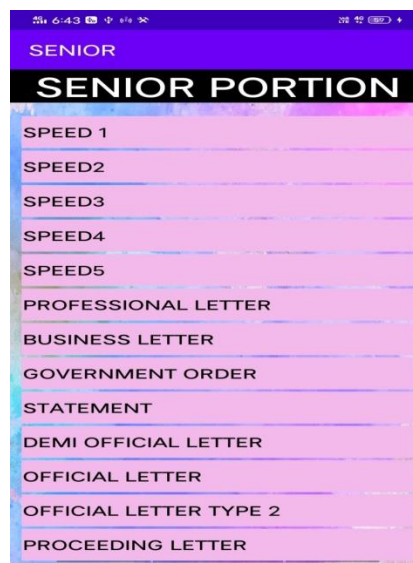 6:43
SENIOR
SENIOR PORTION
SPEED 1
SPEED2
SPEED3
SPEED4
SPEED5
PROFESSIONAL LETTER
BUSINESS LETTER
GOVERNMENT ORDER
STATEMENT
DEMI OFFICIAL LETTER
OFFICIAL LETTER
OFFICIAL LETTER TYPE 2
PROCEEDING LETTER